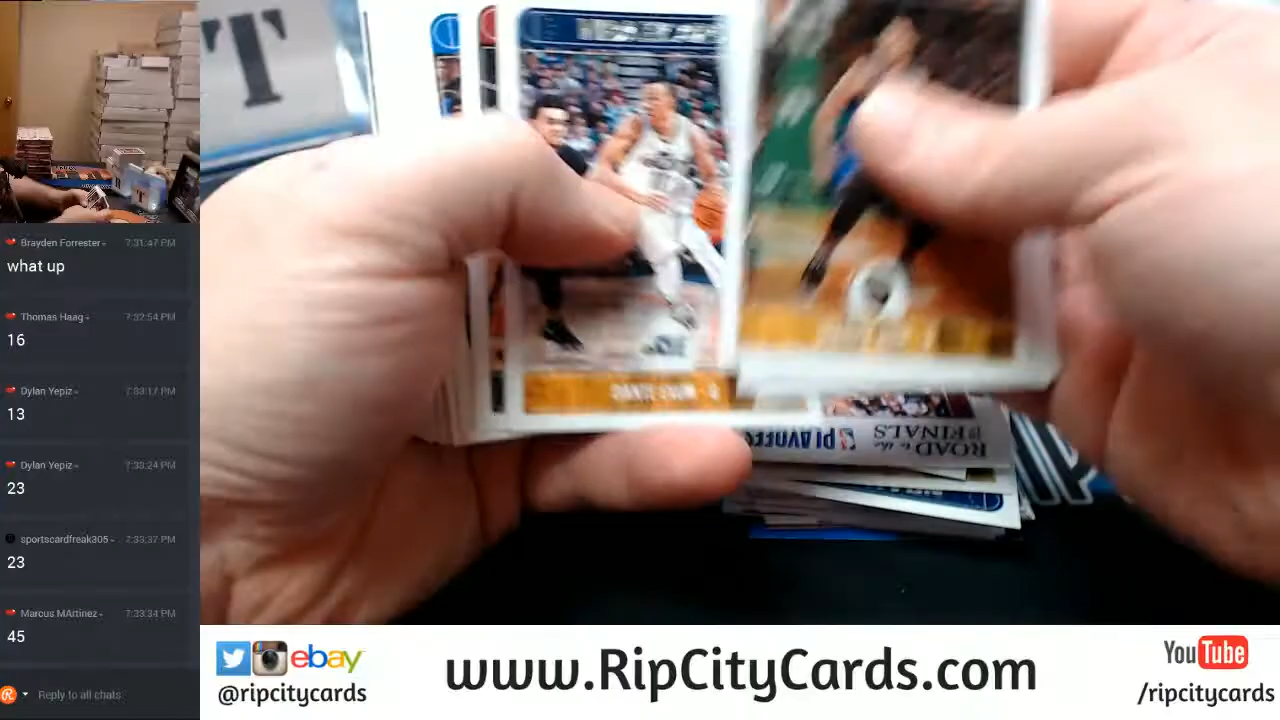 T
Brayden Forrester
7:31:47 PM
what up
Thomas Haag
7:32:54 PM
16
Dylan Yepiz
7:33:17 PM
13
Dylan Yepiz
7:33:24 PM
23
sportscardfreak305
7:33:37 PM
23
Marcus MArtinez
7:33:34 PM
45
Reply to all chats
PLAYOFFS
ROAD to the
FINALS
ebay
@ripcitycards
www.RipCityCards.com
YouTube
/ripcitycards